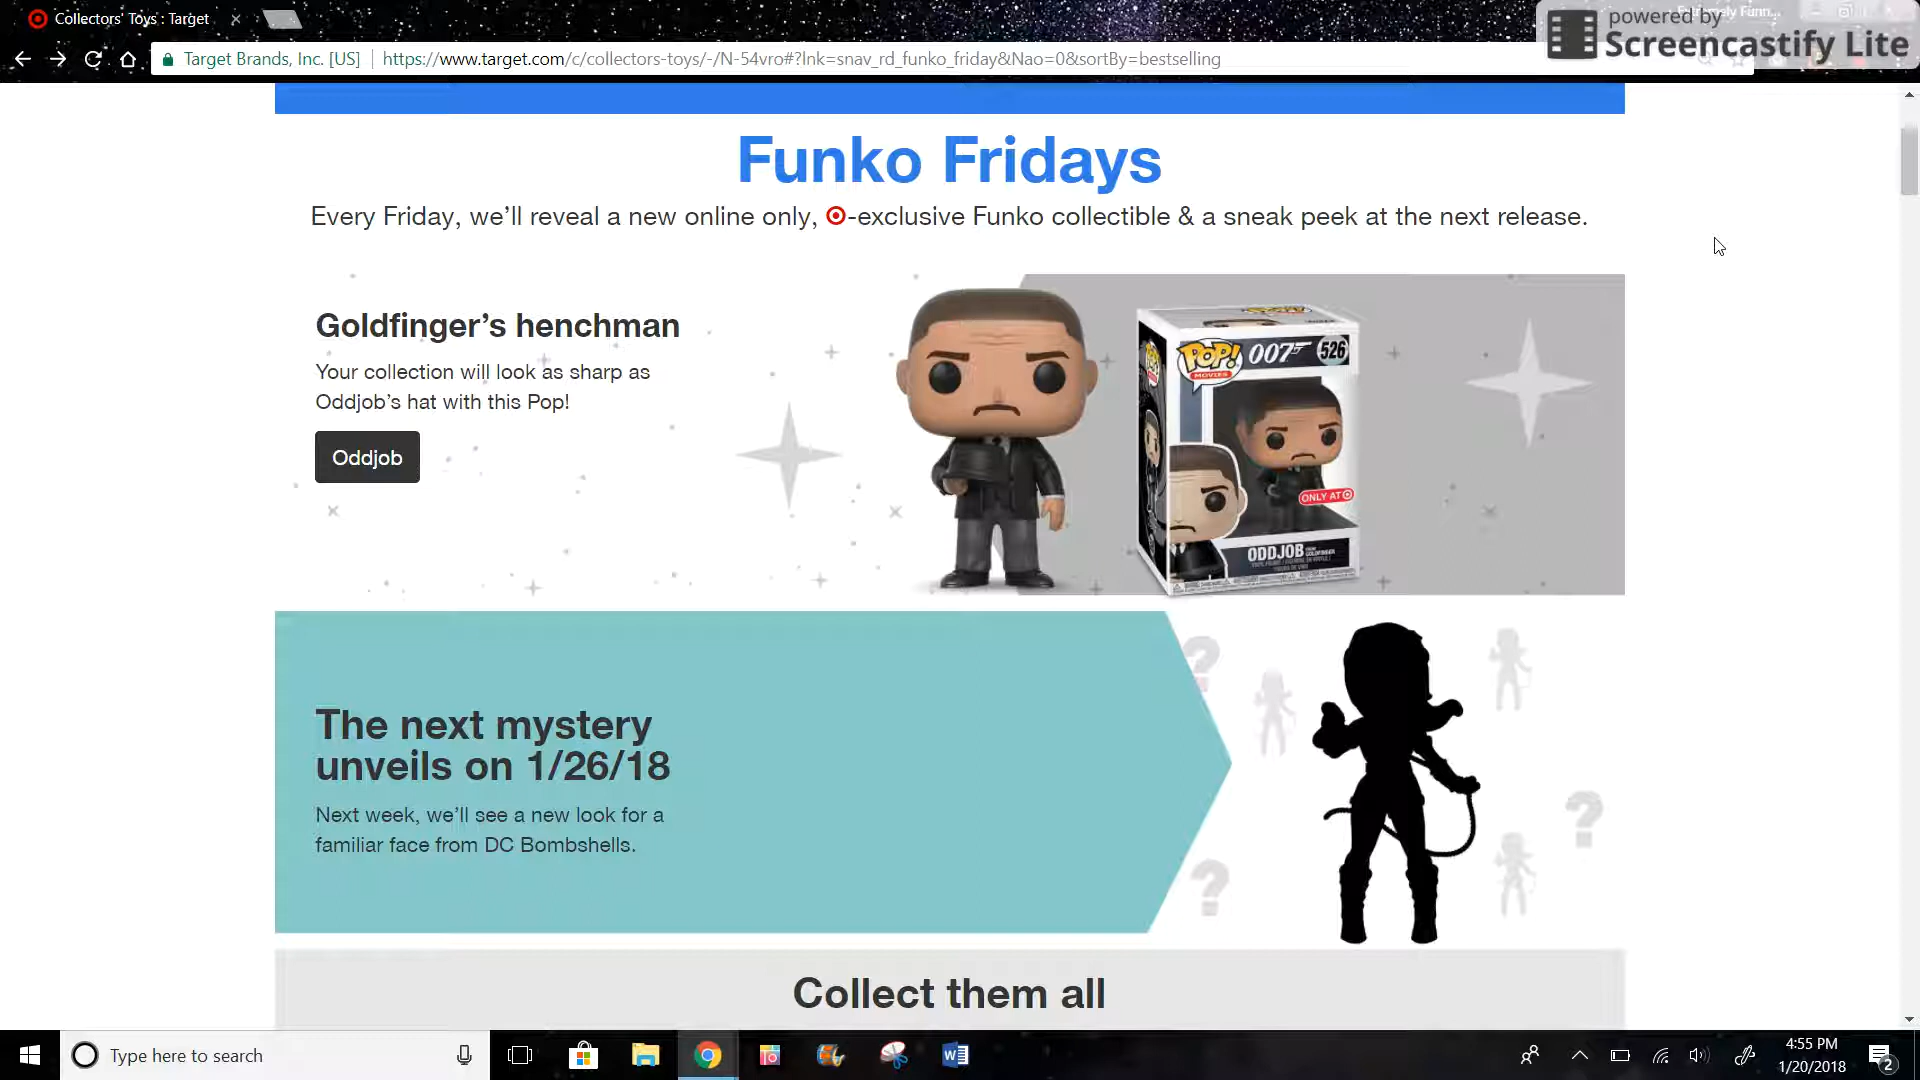 Collectors' Toys : Target
powered by
Screencastify Lite
Target Brands, Inc. [US]
https://www.target.com/c/collectors-toys/-/N-54vro#?lnk=snav_rd_funko_friday&Nao=0&sortBy=bestselling
Funko Fridays
Every Friday, we'll reveal a new online only, -exclusive Funko collectible & a sneak peek at the next release.
Goldfinger's henchman
Your collection will look as sharp as
Oddjob's hat with this Pop!
Oddjob
POP!
MOVIES
007
526
ONLY AT
ODDJOB
The next mystery
unveils on 1/26/18
Next week, we'll see a new look for a
familiar face from DC Bombshells.
Collect them all
Type here to search
4:55 PM
1/20/2018
2